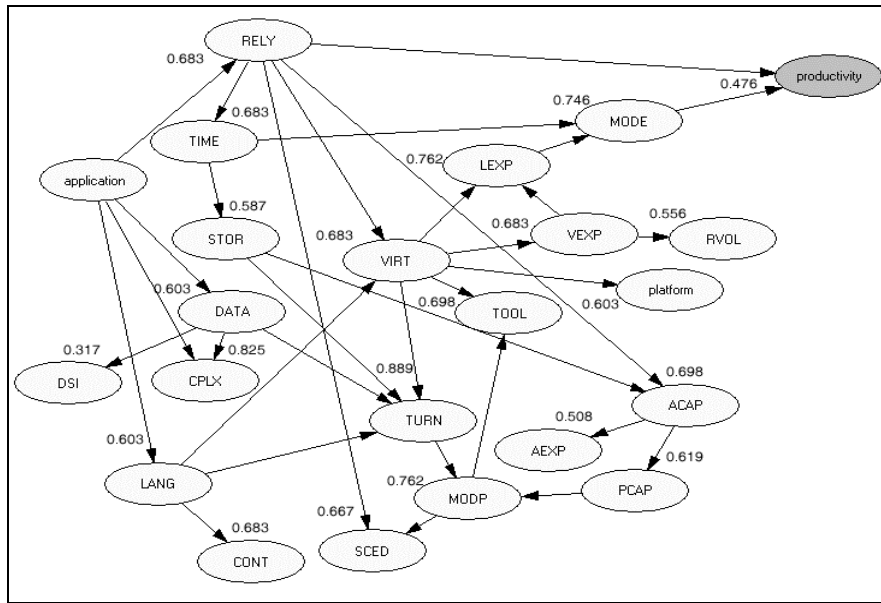 RELY
0.683
productivity
0.476
0.746
MODE
0.683
TIME
0.762
LEXP
application
0.587
STOR
0.683
VIRT
0.683
VEXP
0.556
RVOL
platform
0.603
0.603
DATA
0.698
TOOL
0.317
0.825
DSI
CPLX
0.889
0.698
ACAP
TURN
0.508
AEXP
0.619
PCAP
0.603
LANG
0.762
MODP
0.667
SCED
0.683
CONT